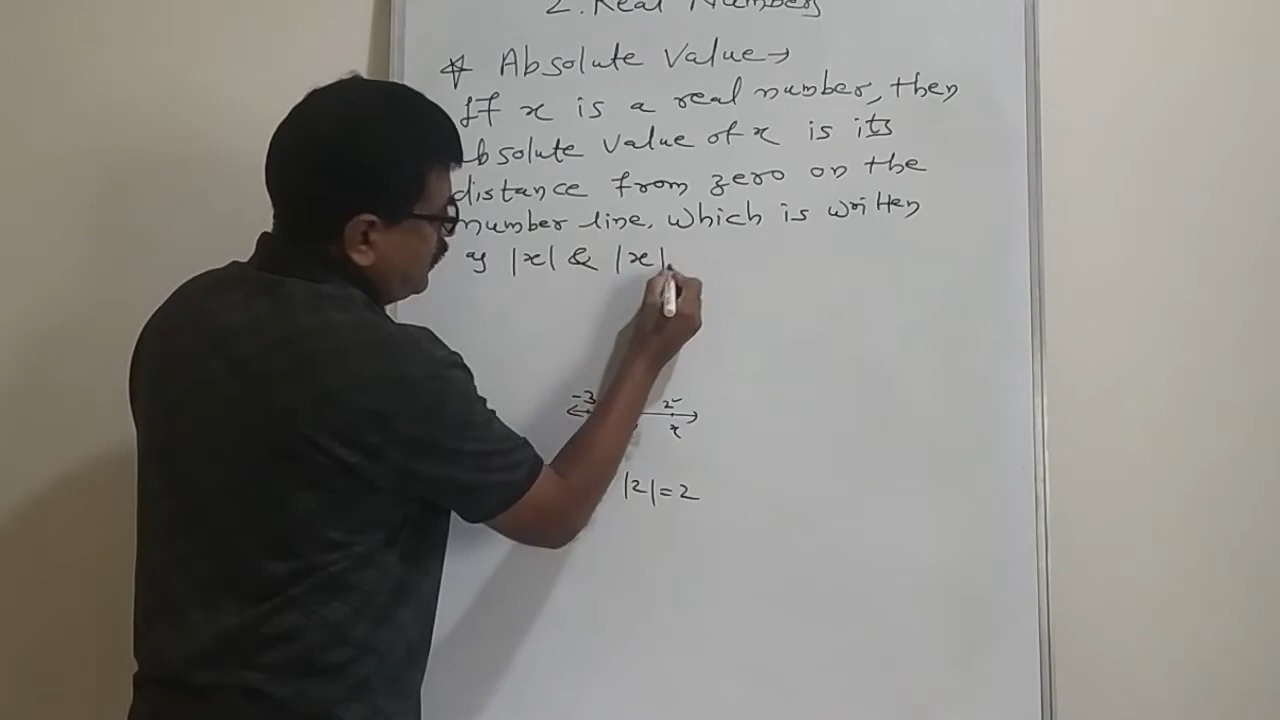 2. Real Numbers
* Absolute Value →
If x is a real number, then
absolute value of x is its
distance from zero on the
number line, which is written
as |x| & |x|
-3 2
x
|2|=2